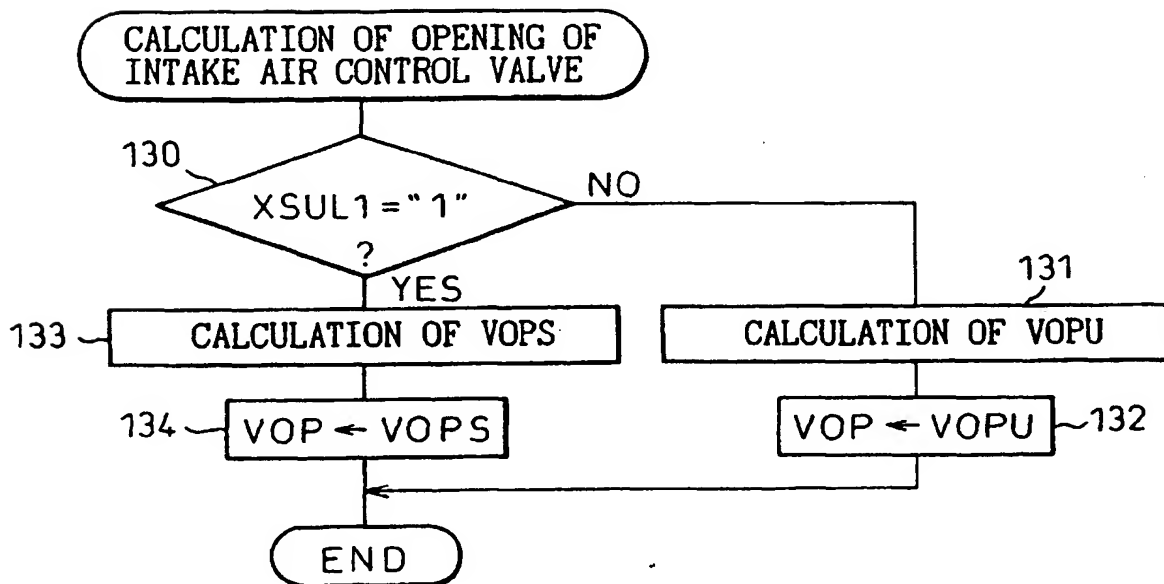 CALCULATION OF OPENING OF
INTAKE AIR CONTROL VALVE
130
XSUL1="1"
?
NO
YES
131
133
CALCULATION OF VOPS
CALCULATION OF VOPU
134
VOP ← VOPS
VOP ← VOPU
132
END